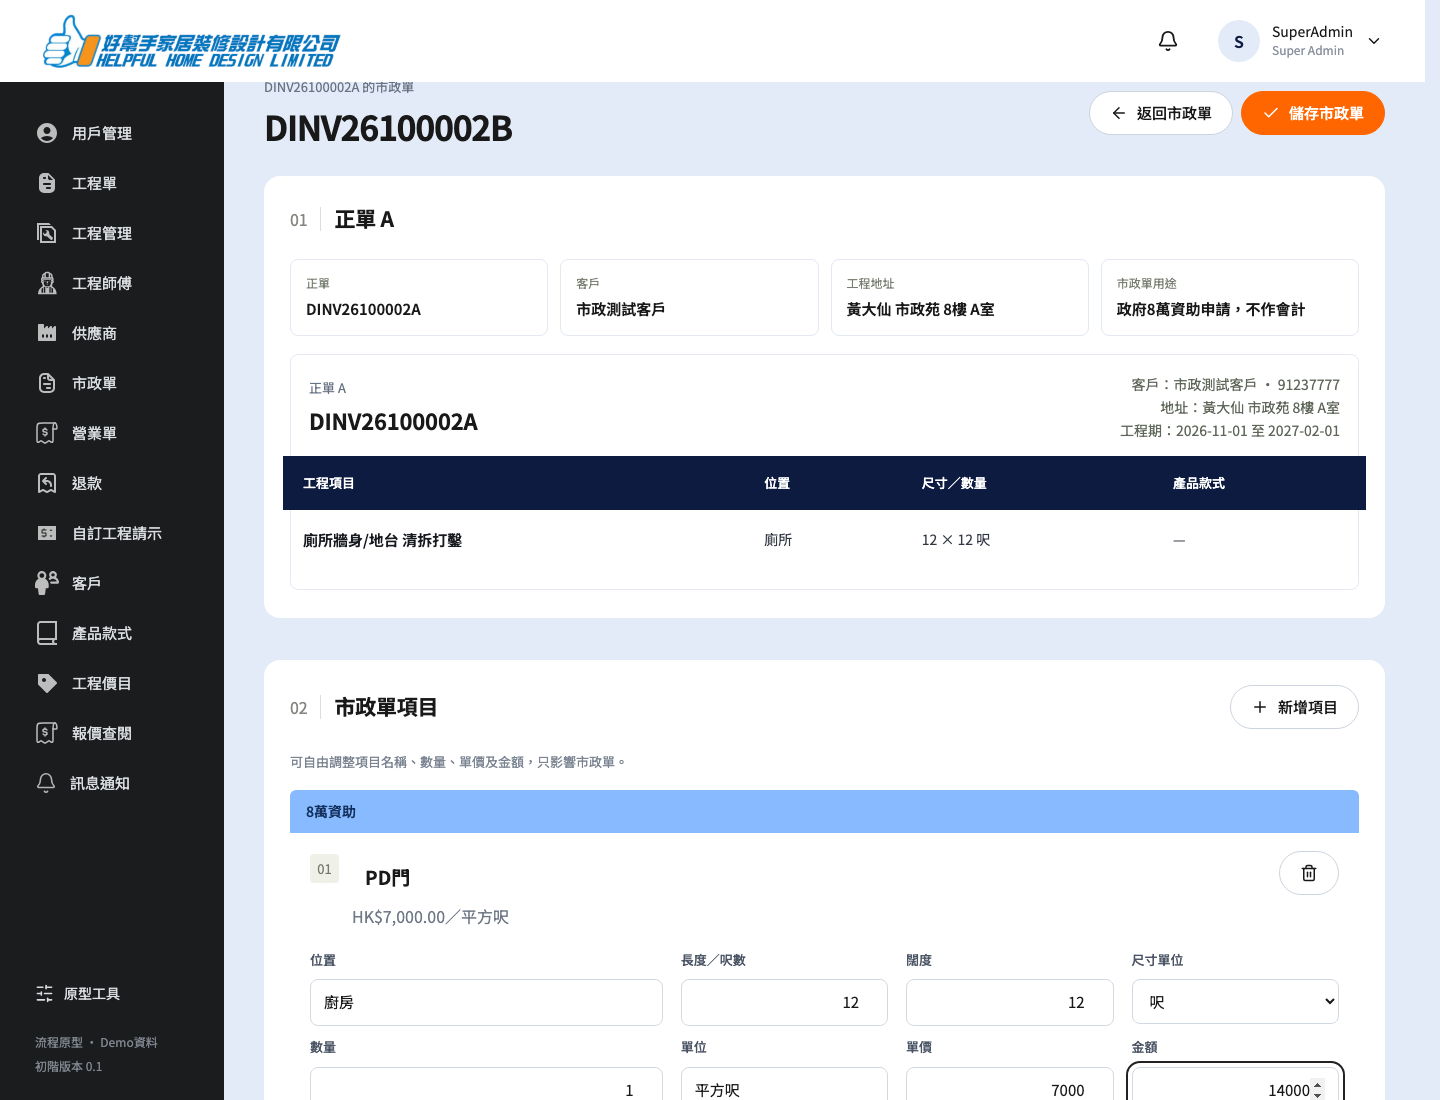 好幫手家居裝修設計有限公司
HELPFUL HOME DESIGN LIMITED
S
SuperAdmin
Super Admin
用戶管理
工程單
工程管理
工程師傅
供應商
市政單
營業單
退款
自訂工程請示
客戶
產品款式
工程價目
報價查閱
訊息通知
原型工具
流程原型 · Demo資料
初階版本 0.1
DINV26100002A 的市政單
DINV26100002B
返回市政單
儲存市政單
01
正單 A
正單
DINV26100002A
客戶
市政測試客戶
工程地址
黃大仙 市政苑 8樓 A室
市政單用途
政府8萬資助申請，不作會計
正單 A
DINV26100002A
客戶：市政測試客戶 · 91237777
地址：黃大仙 市政苑 8樓 A室
工程期：2026-11-01 至 2027-02-01
工程項目 位置 尺寸／數量 產品款式
廁所牆身/地台 清拆打鑿 廁所 12 × 12 呎 —
02
市政單項目
新增項目
可自由調整項目名稱、數量、單價及金額，只影響市政單。
8萬資助
01
PD門
HK$7,000.00／平方呎
位置 長度／呎數 闊度 尺寸單位
廚房 12 12 呎
數量 單位 單價 金額
1 平方呎 7000 14000